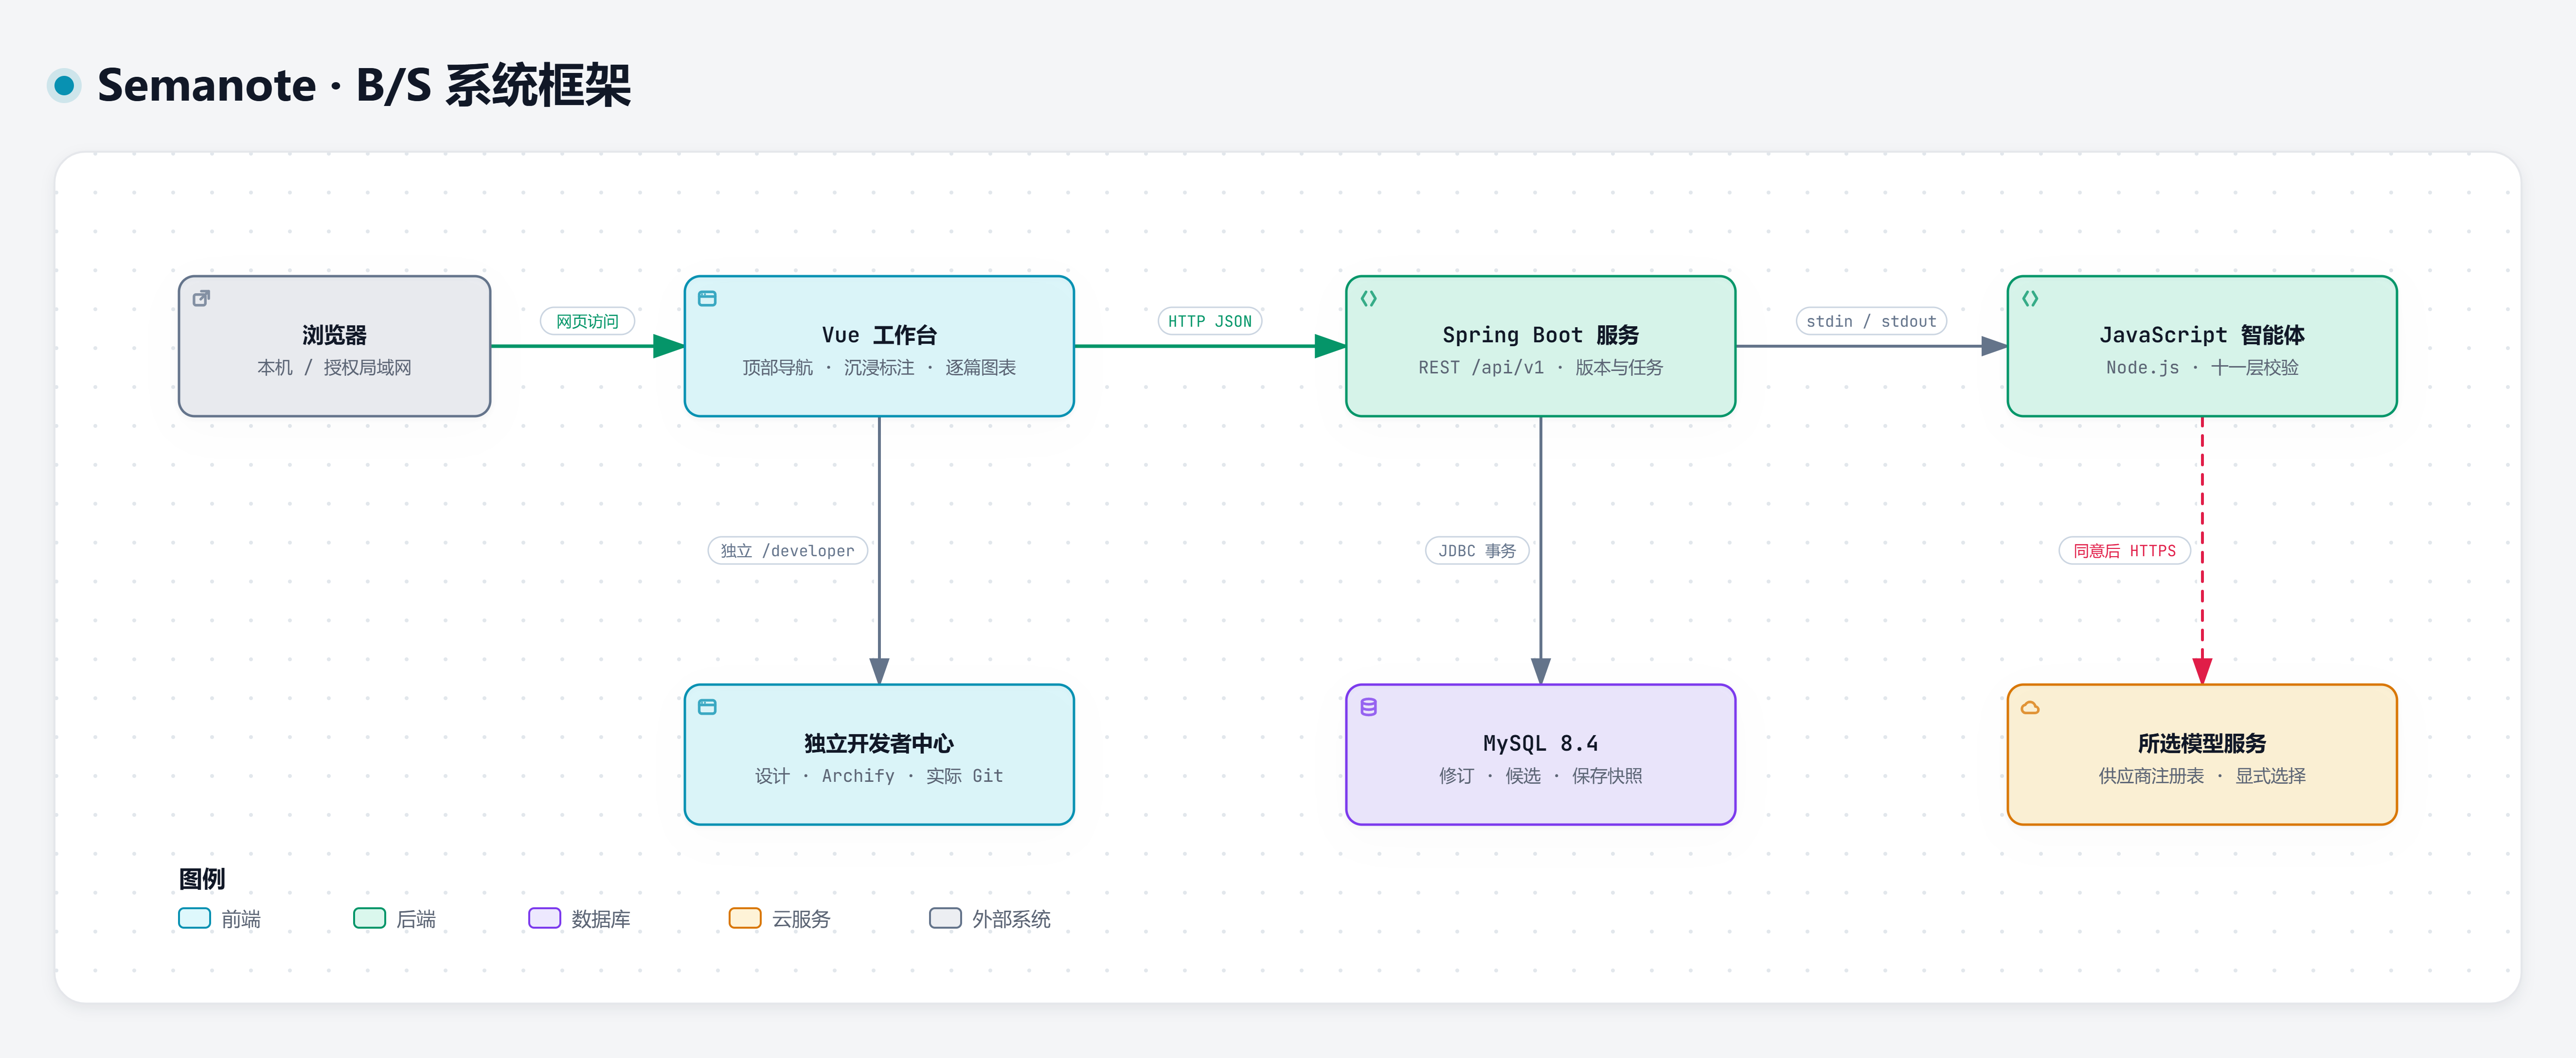 Semanote · B/S 系统框架
浏览器
本机 / 授权局域网
网页访问
Vue 工作台
顶部导航 · 沉浸标注 · 逐篇图表
HTTP JSON
Spring Boot 服务
REST /api/v1 · 版本与任务
stdin / stdout
JavaScript 智能体
Node.js · 十一层校验
独立 /developer
JDBC 事务
同意后 HTTPS
独立开发者中心
设计 · Archify · 实际 Git
MySQL 8.4
修订 · 候选 · 保存快照
所选模型服务
供应商注册表 · 显式选择
图例
前端
后端
数据库
云服务
外部系统